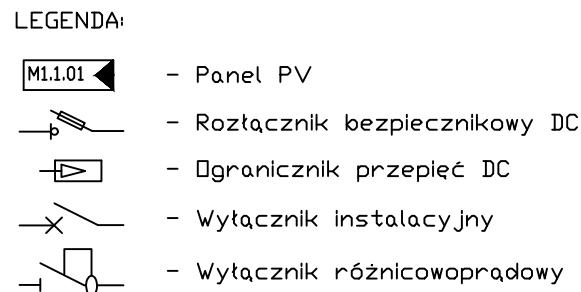 LEGENDA:
M1.1.01 - Panel PV
- Rozłącznik bezpiecznikowy DC
- Ogranicznik przepięć DC
- Wyłącznik instalacyjny
- Wyłącznik różnicowoprądowy